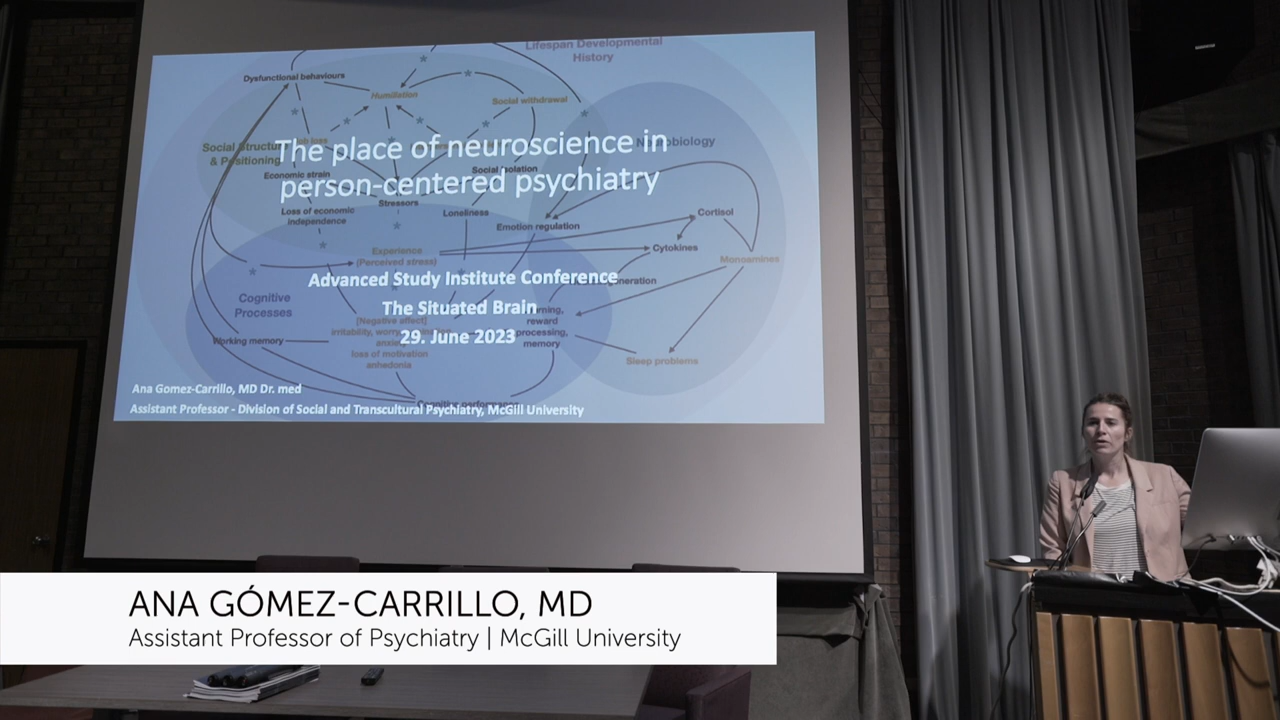 Lifespan Developmental
History
Dysfunctional behaviours
Humiliation
Social withdrawal
Social Structure
& Positioning
The place of neuroscience in
person-centered psychiatry
Economic strain
Social isolation
Stressors
Loss of economic
independence
Loneliness
Emotion regulation
Cortisol
Cytokines
Monoamines
Experience
(Perceived stress)
Advanced Study Institute Conference
The Situated Brain
29. June 2023
Cognitive
Processes
[Negative affect]
irritability, worry,
loss of motivation
anhedonia
reward
processing,
memory
Working memory
Sleep problems
Ana Gomez-Carrillo, MD Dr. med
Assistant Professor - Division of Social and Transcultural Psychiatry, McGill University
ANA GÓMEZ-CARRILLO, MD
Assistant Professor of Psychiatry | McGill University